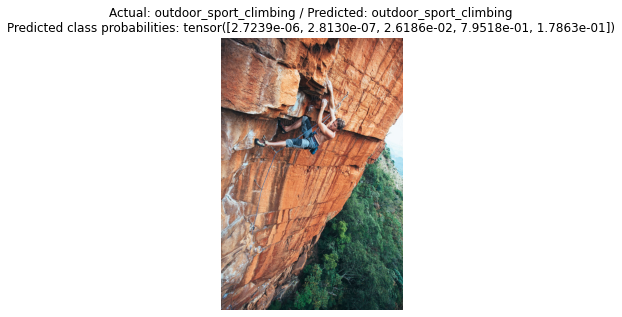 Actual: outdoor_sport_climbing / Predicted: outdoor_sport_climbing
Predicted class probabilities: tensor([2.7239e-06, 2.8130e-07, 2.6186e-02, 7.9518e-01, 1.7863e-01])